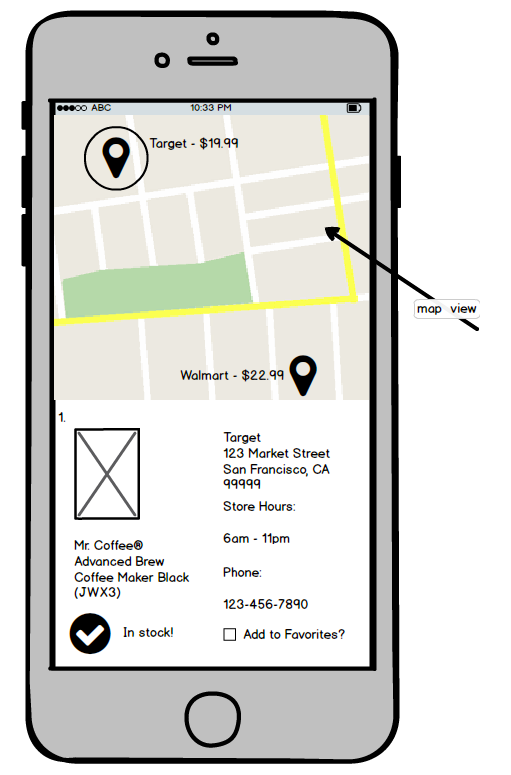 ABC 10:33 PM
Target - $19.99
map view
Walmart - $22.99
1.
Target
123 Market Street
San Francisco, CA
99999
Store Hours:
6am - 11pm
Phone:
123-456-7890
Add to Favorites?
Mr. Coffee®
Advanced Brew
Coffee Maker Black
(JWX3)
In stock!